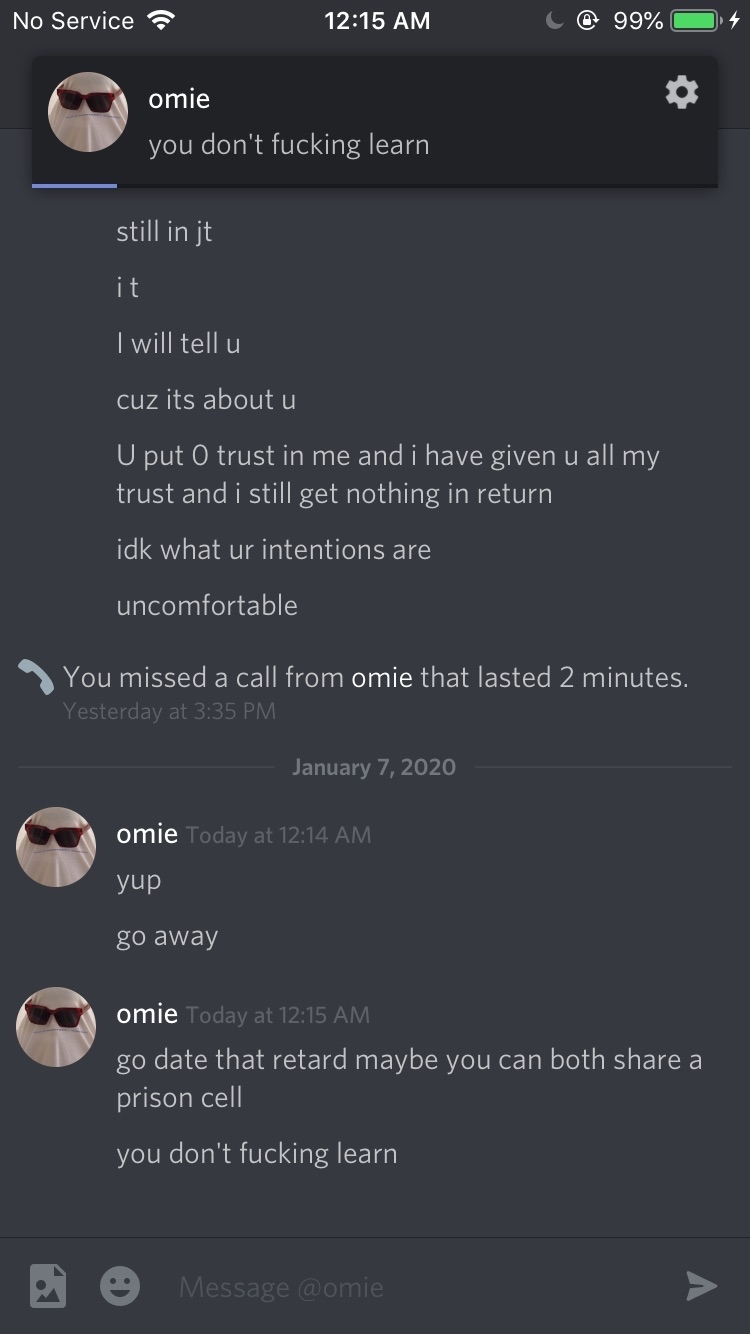 No Service 12:15 AM 99%
omie
you don't fucking learn
still in jt
i t
I will tell u
cuz its about u
U put 0 trust in me and i have given u all my
trust and i still get nothing in return
idk what ur intentions are
uncomfortable
You missed a call from omie that lasted 2 minutes.
Yesterday at 3:35 PM
January 7, 2020
omie Today at 12:14 AM
yup
go away
omie Today at 12:15 AM
go date that retard maybe you can both share a
prison cell
you don't fucking learn
Message @omie